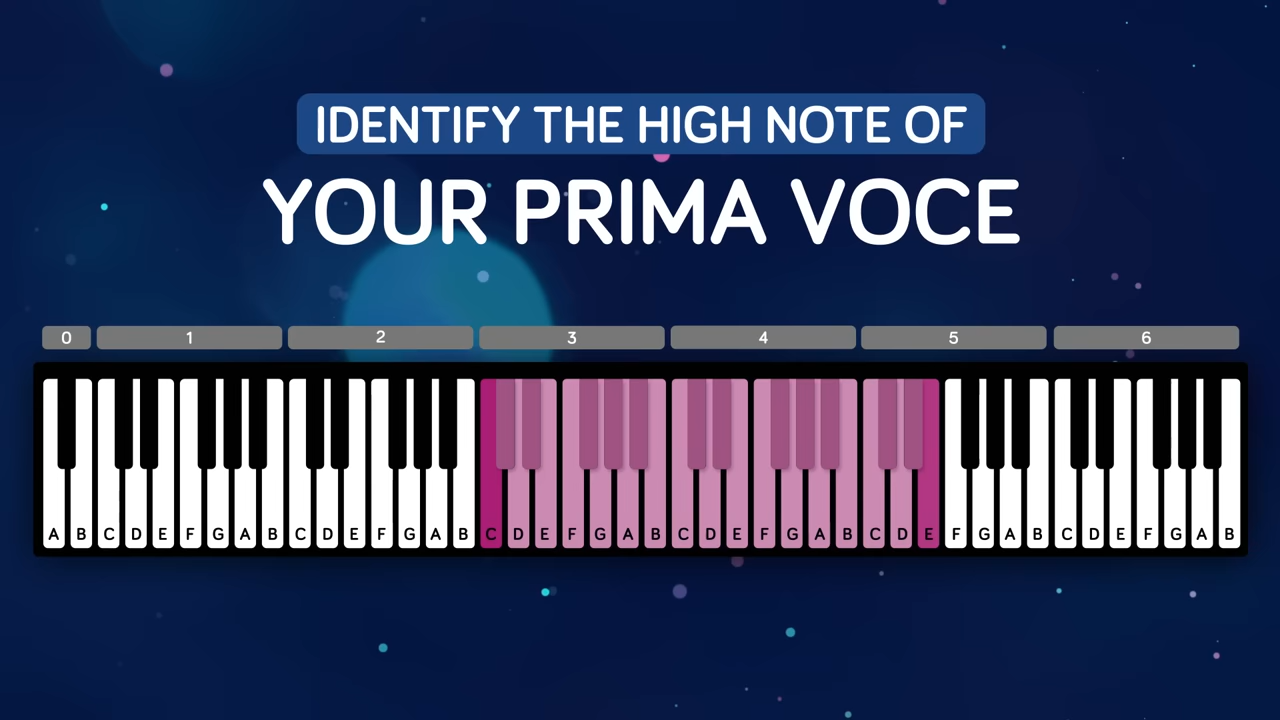 IDENTIFY THE HIGH NOTE OF
YOUR PRIMA VOCE
0 1 2 3 4 5 6
A B C D E F G A B C D E F G A B C D E F G A B C D E F G A B C D E F G A B C D E F G A B